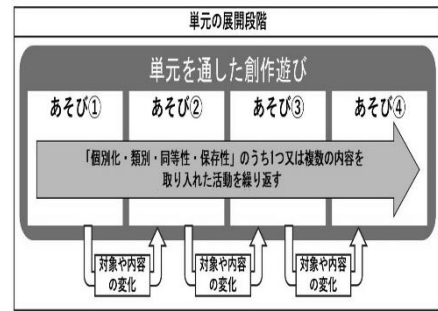 単元の展開段階
単元を通した創作遊び
あそび①
あそび②
あそび③
あそび④
「個別化・類別・同等性・保存性」のうち1つ又は複数の内容を
取り入れた活動を繰り返す
対象や内容
の変化
対象や内容
の変化
対象や内容
の変化